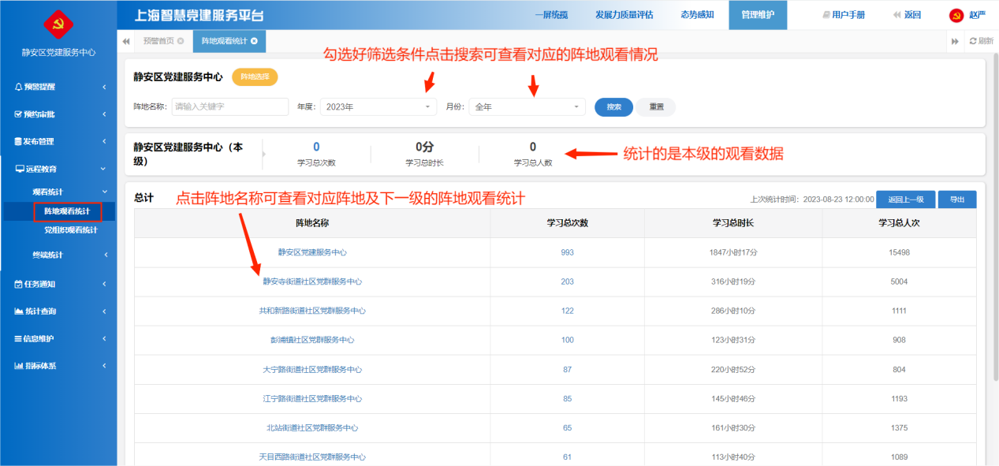 上海智慧党建服务平台
一屏统揽 发展力质量评估 态势感知 管理维护 用户手册 返回 赵严
静安区党建服务中心
预警提醒
预约审批
发布管理
远程教育
观看统计
阵地观看统计
党组织观看统计
终端统计
任务通知
统计查询
信息维护
指标体系
预警首页 阵地观看统计 刷新
勾选好筛选条件点击搜索可查看对应的阵地观看情况
静安区党建服务中心 阵地选择
阵地名称: 请输入关键字 年度: 2023年 月份: 全年 搜索 重置
静安区党建服务中心（本
级）
0 0分 0
学习总次数 学习总时长 学习总人数
统计的是本级的观看数据
总计 点击阵地名称可查看对应阵地及下一级的阵地观看统计
上次统计时间: 2023-08-23 12:00:00 返回上一级 导出
阵地名称 学习总次数 学习总时长 学习总人次
静安区党建服务中心 993 1847小时17分 15498
静安寺街道社区党群服务中心 203 316小时19分 5004
共和新路街道社区党群服务中心 122 286小时10分 1111
彭浦镇社区党群服务中心 100 123小时31分 908
大宁路街道社区党群服务中心 87 220小时52分 804
江宁路街道社区党群服务中心 85 145小时46分 1193
北站街道社区党群服务中心 65 161小时30分 1375
天目西路街道社区党群服务中心 61 113小时40分 1089